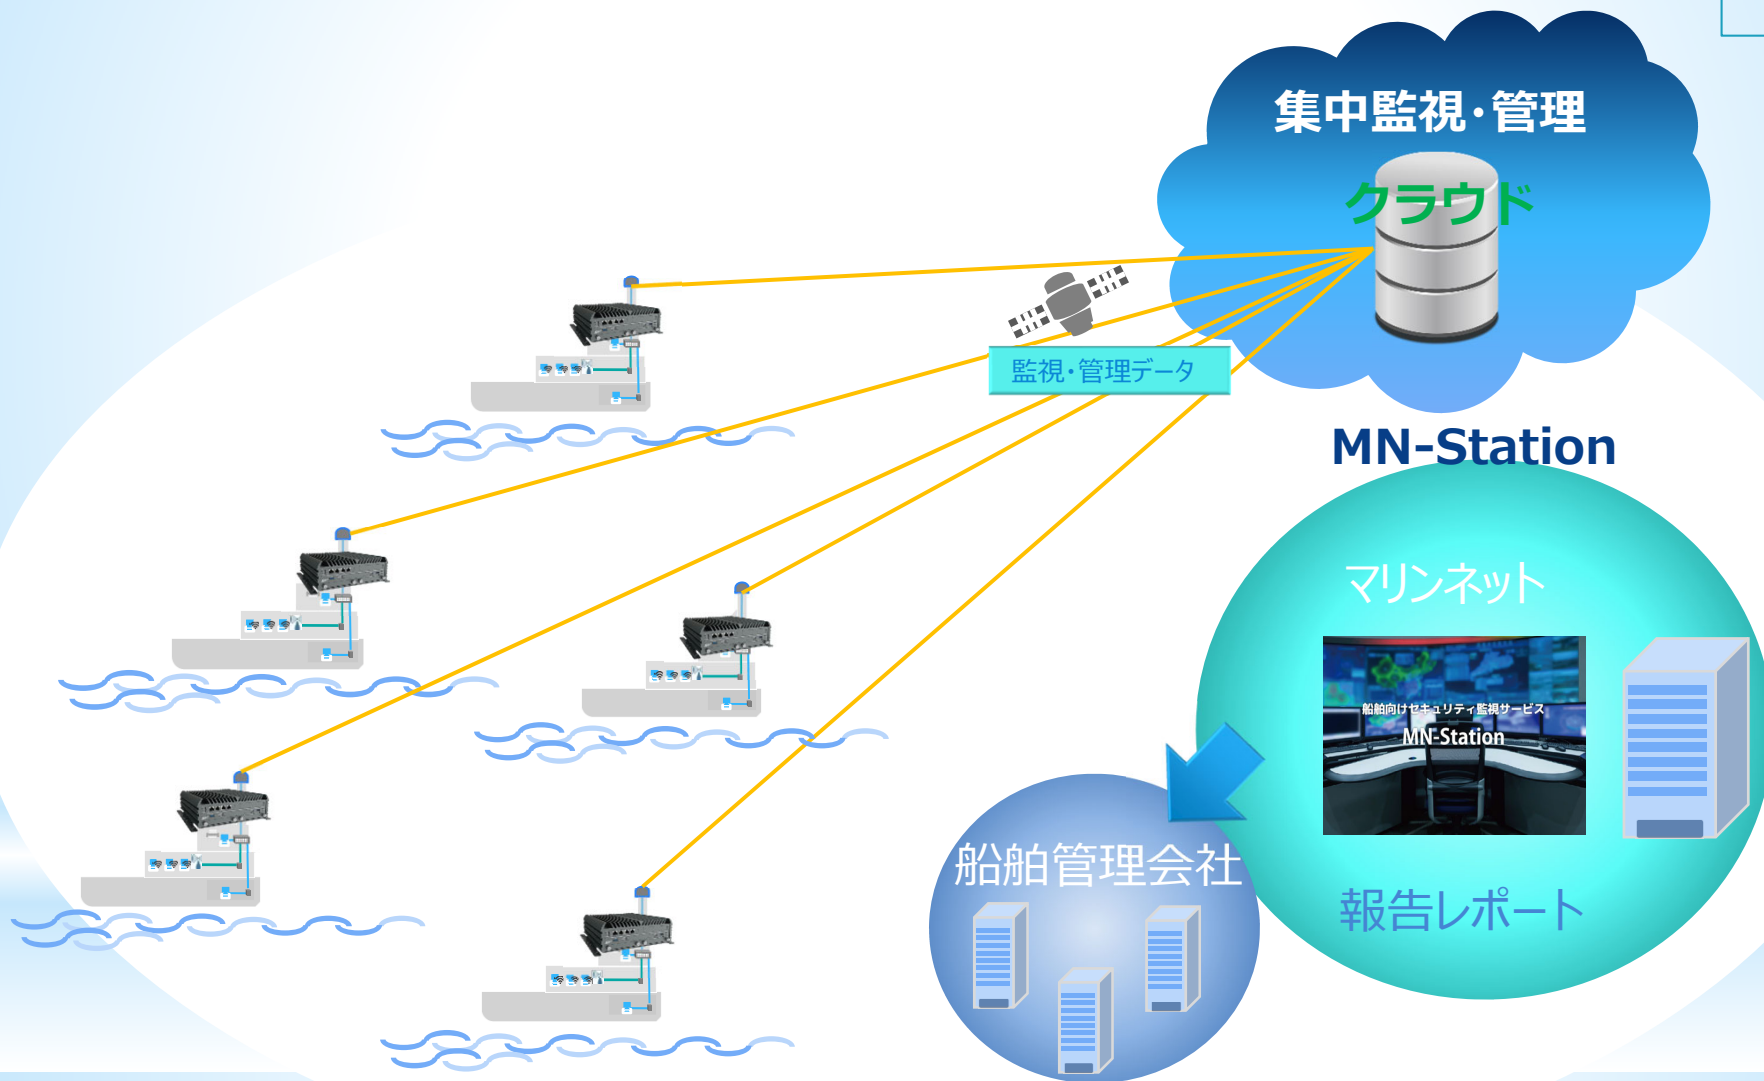 集中監視・管理
クラウド
監視・管理データ
MN-Station
マリンネット
船舶向けセキュリティ監視サービス
MN-Station
船舶管理会社
報告レポート